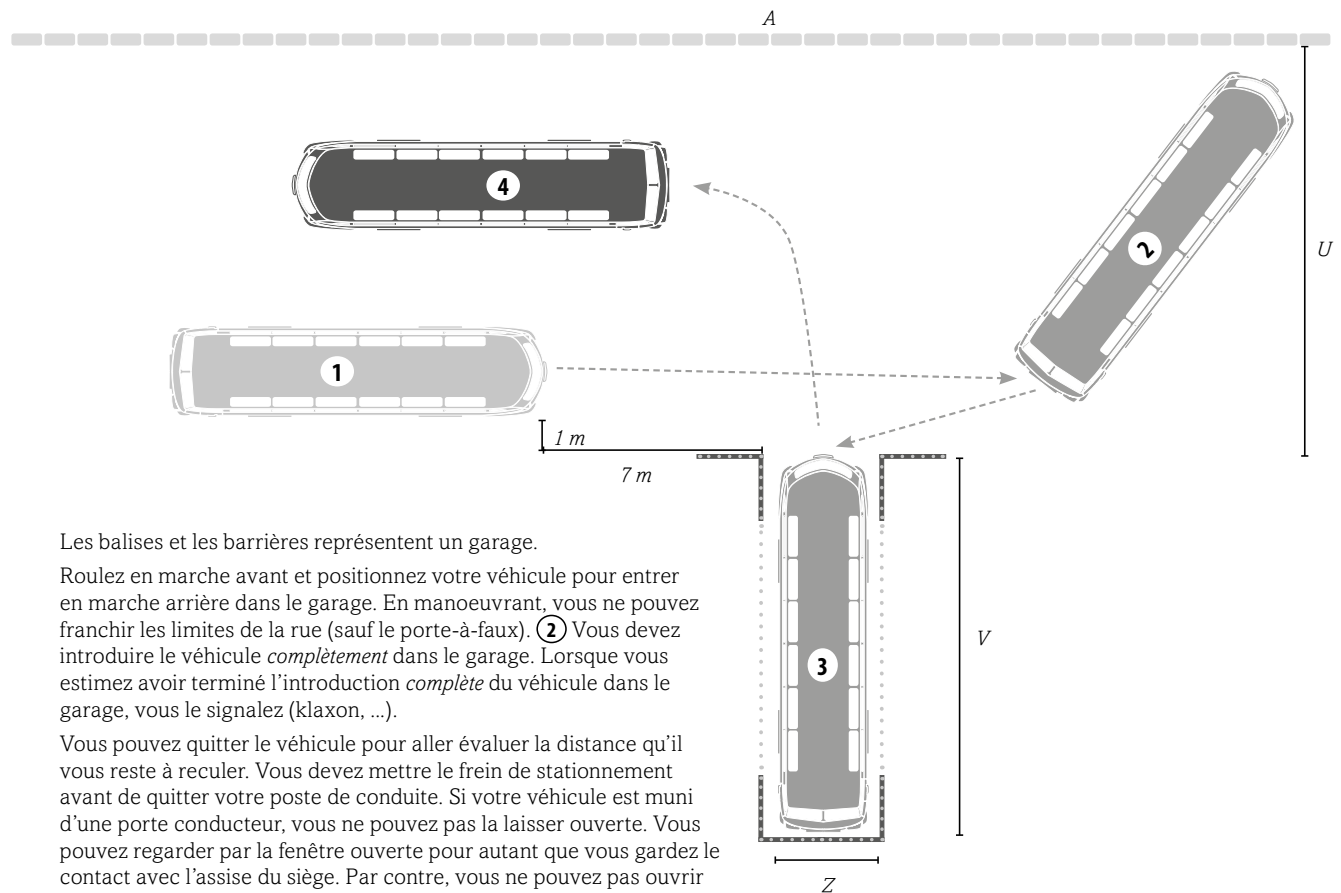 A
4
2
U
1
1 m
7 m
Les balises et les barrières représentent un garage.
Roulez en marche avant et positionnez votre véhicule pour entrer
en marche arrière dans le garage. En manoeuvrant, vous ne pouvez
franchir les limites de la rue (sauf le porte-à-faux). 2 Vous devez
introduire le véhicule complètement dans le garage. Lorsque vous
estimez avoir terminé l'introduction complète du véhicule dans le
garage, vous le signalez (klaxon, ...).
Vous pouvez quitter le véhicule pour aller évaluer la distance qu'il
vous reste à reculer. Vous devez mettre le frein de stationnement
avant de quitter votre poste de conduite. Si votre véhicule est muni
d'une porte conducteur, vous ne pouvez pas la laisser ouverte. Vous
pouvez regarder par la fenêtre ouverte pour autant que vous gardez le
contact avec l'assise du siège. Par contre, vous ne pouvez pas ouvrir
V
3
Z